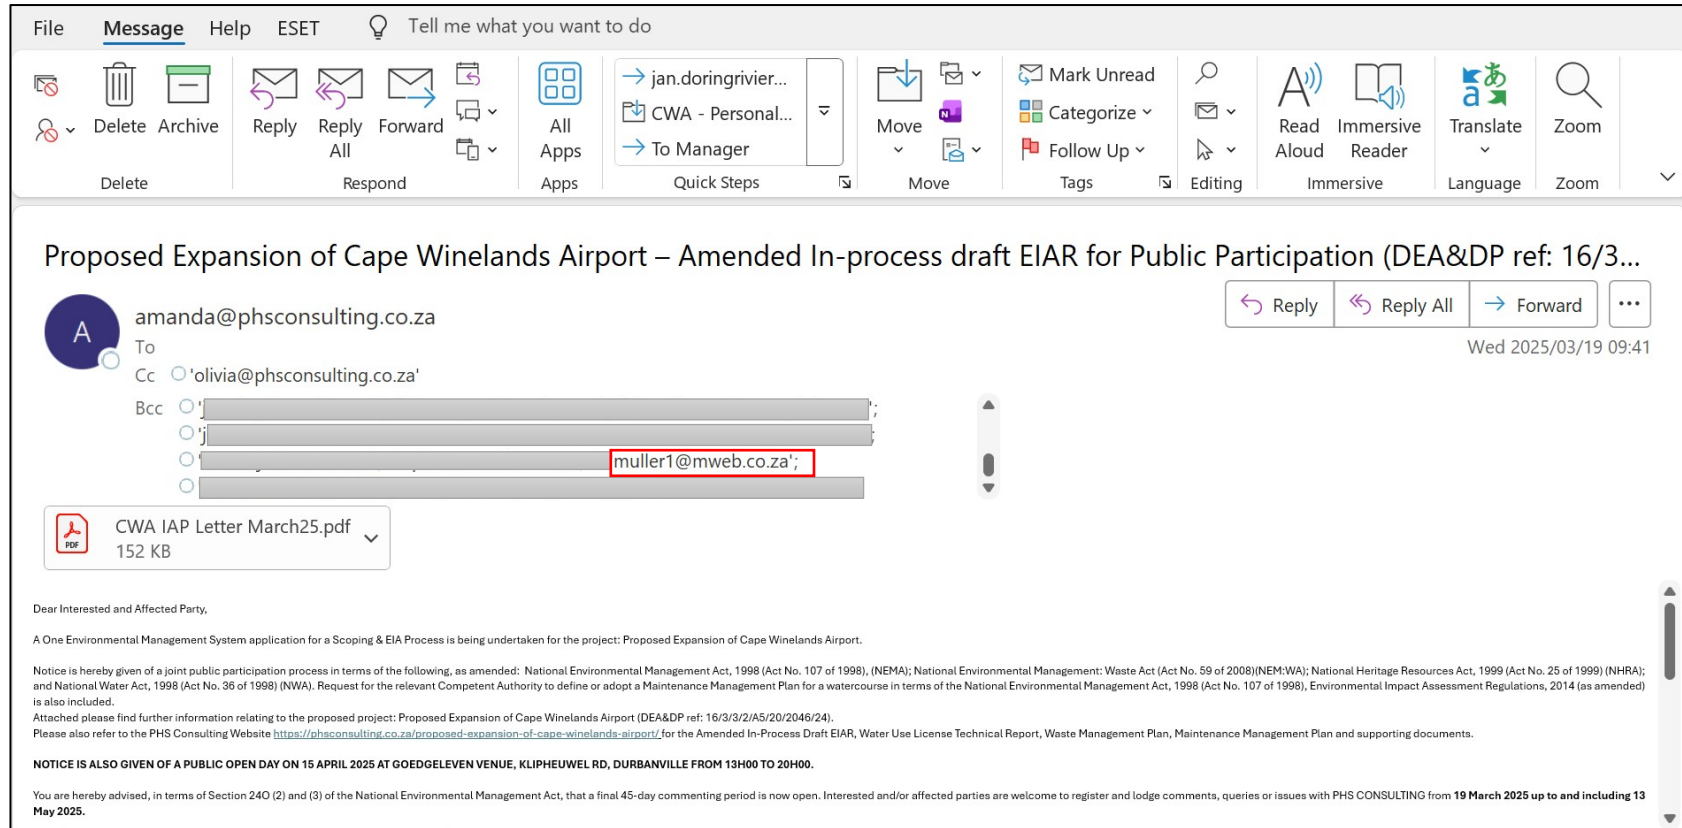 File Message Help ESET Tell me what you want to do
Delete Archive Reply Reply All Forward All Apps
jan.doringrivier...
CWA - Personal...
To Manager
Move
Mark Unread
Categorize
Follow Up
Read Aloud Immersive Reader Translate Zoom
Delete Respond Apps Quick Steps Move Tags Editing Immersive Language Zoom
Proposed Expansion of Cape Winelands Airport – Amended In-process draft EIAR for Public Participation (DEA&DP ref: 16/3...
A
amanda@phsconsulting.co.za
Reply Reply All Forward ...
To
Wed 2025/03/19 09:41
Cc 'olivia@phsconsulting.co.za'
Bcc 'j ';
'j ;
' muller1@mweb.co.za';
PDF
CWA IAP Letter March25.pdf
152 KB
Dear Interested and Affected Party,
A One Environmental Management System application for a Scoping & EIA Process is being undertaken for the project: Proposed Expansion of Cape Winelands Airport.
Notice is hereby given of a joint public participation process in terms of the following, as amended: National Environmental Management Act, 1998 (Act No. 107 of 1998), (NEMA); National Environmental Management: Waste Act (Act No. 59 of 2008)(NEM:WA); National Heritage Resources Act, 1999 (Act No. 25 of 1999) (NHRA);
and National Water Act, 1998 (Act No. 36 of 1998) (NWA). Request for the relevant Competent Authority to define or adopt a Maintenance Management Plan for a watercourse in terms of the National Environmental Management Act, 1998 (Act No. 107 of 1998), Environmental Impact Assessment Regulations, 2014 (as amended)
is also included.
Attached please find further information relating to the proposed project: Proposed Expansion of Cape Winelands Airport (DEA&DP ref: 16/3/3/2/A5/20/2046/24).
Please also refer to the PHS Consulting Website https://phsconsulting.co.za/proposed-expansion-of-cape-winelands-airport/ for the Amended In-Process Draft EIAR, Water Use License Technical Report, Waste Management Plan, Maintenance Management Plan and supporting documents.
NOTICE IS ALSO GIVEN OF A PUBLIC OPEN DAY ON 15 APRIL 2025 AT GOEDGELEVEN VENUE, KLIPHEUWEL RD, DURBANVILLE FROM 13H00 TO 20H00.
You are hereby advised, in terms of Section 24O (2) and (3) of the National Environmental Management Act, that a final 45-day commenting period is now open. Interested and/or affected parties are welcome to register and lodge comments, queries or issues with PHS CONSULTING from 19 March 2025 up to and including 13
May 2025.